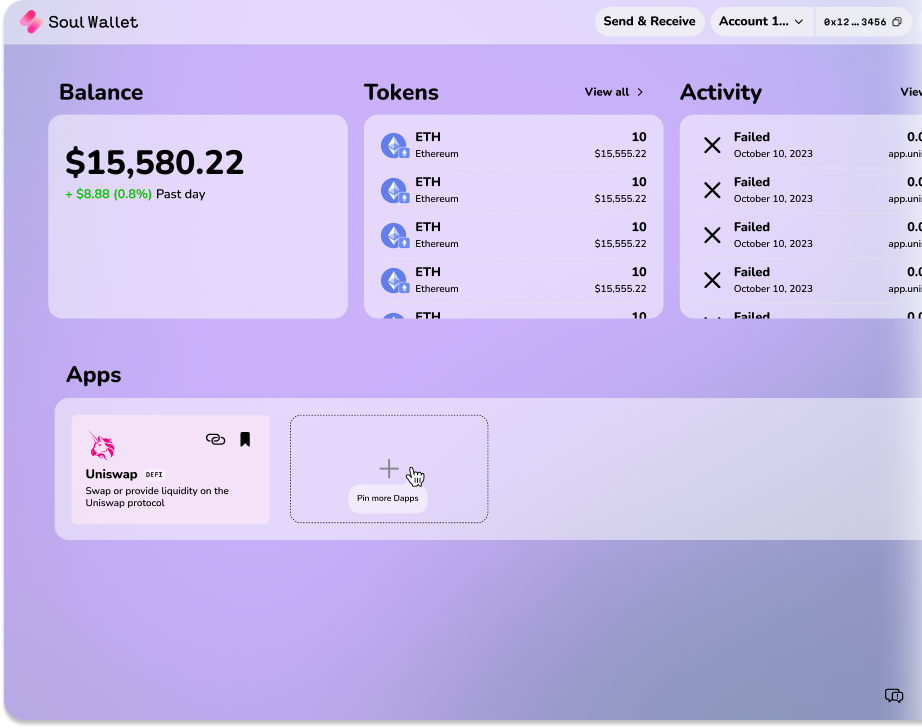 Soul Wallet
Send & Receive
Account 1...
0x12...3456
Balance
$15,580.22
+ $8.88 (0.8%) Past day
Tokens
View all
ETH 10
Ethereum $15,555.22
ETH 10
Ethereum $15,555.22
ETH 10
Ethereum $15,555.22
ETH 10
Ethereum $15,555.22
ETH 10
Activity
View
Failed 0.0
October 10, 2023 app.unis
Failed 0.0
October 10, 2023 app.unis
Failed 0.0
October 10, 2023 app.unis
Failed 0.0
October 10, 2023 app.unis
Failed 0.0
Apps
Uniswap DEFI
Swap or provide liquidity on the
Uniswap protocol
Pin more Dapps